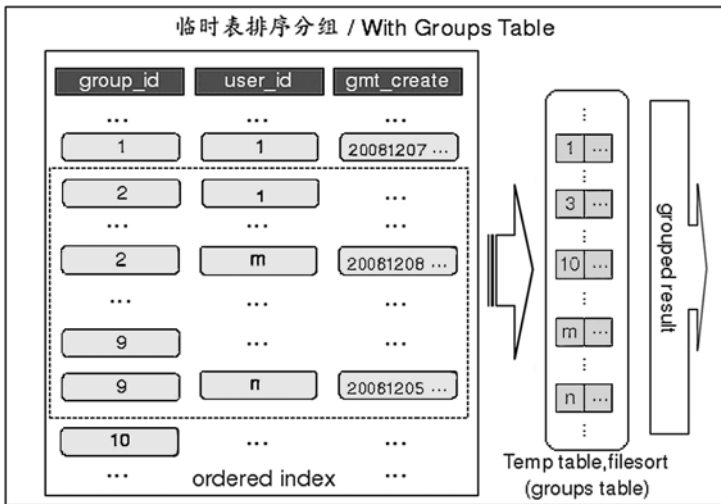 临时表排序分组 / With Groups Table
group_id user_id gmt_create
... ... ...
1 1 20081207 ...
2 1 ...
... ... ...
2 m 20081208 ...
... ... ...
9 ... ...
9 n 20081205 ...
10 ... ...
... ... ...
ordered index
...
1 ...
...
3 ...
...
10 ...
...
m ...
...
n ...
...
Temp table,filesort
(groups table)
grouped result